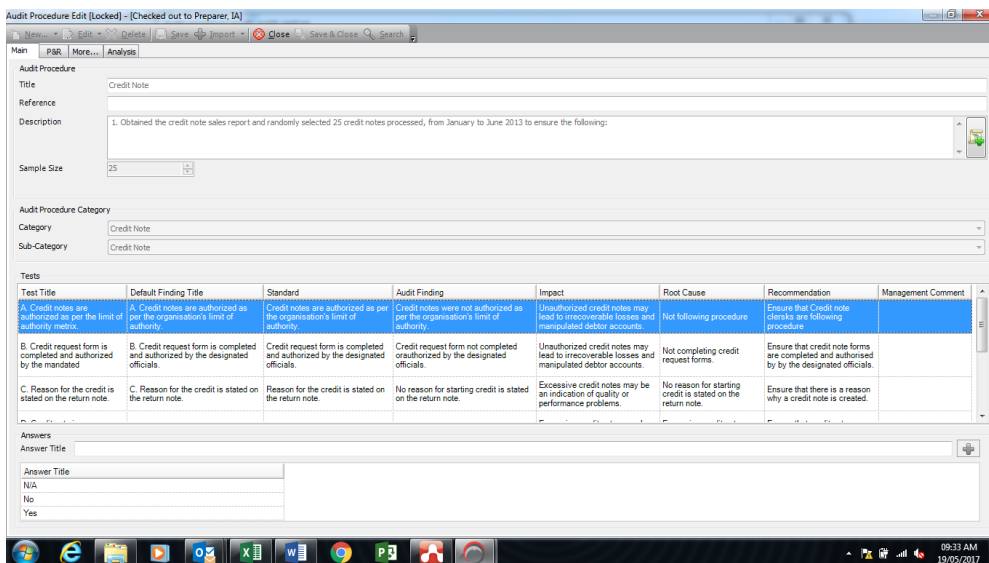 Audit Procedure Edit [Locked] - [Checked out to Preparer, IA]
New... Edit Delete Save Import Close Save & Close Search
Main P&R More... Analysis
Audit Procedure
Title Credit Note
Reference
Description 1. Obtained the credit note sales report and randomly selected 25 credit notes processed, from January to June 2013 to ensure the following:
Sample Size 25
Audit Procedure Category
Category Credit Note
Sub-Category Credit Note
Tests
Test Title Default Finding Title Standard Audit Finding Impact Root Cause Recommendation Management Comment
A. Credit notes are
authorized as per the limit of
authority metrix.
A. Credit notes are authorized as
per the organisation's limit of
authority.
Credit notes are authorized as per
the organisation's limit of
authority.
Credit notes were not authorized as
per the organisation's limit of
authority.
Unauthorized credit notes may
lead to irrecoverable losses and
manipulated debtor accounts.
Not following procedure
Ensure that Credit note
clersks are following
procedure
B. Credit request form is
completed and authorized
by the mandated
B. Credit request form is completed
and authorized by the designated
officials.
Credit request form is completed
and authorized by the designated
officials.
Credit request form not completed
orauthorized by the designated
officials.
Unauthorized credit notes may
lead to irrecoverable losses and
manipulated debtor accounts.
Not completing credit
request forms.
Ensure that credit note forms
are completed and authorised
by by the designated officials.
C. Reason for the credit is
stated on the return note.
C. Reason for the credit is stated on
the return note.
Reason for the credit is stated on
the return note.
No reason for starting credit is stated
on the return note.
Excessive credit notes may be
an indication of quality or
performance problems.
No reason for starting
credit is stated on the
return note.
Ensure that there is a reason
why a credit note is created.
Answers
Answer Title
Answer Title
N/A
No
Yes
09:33 AM
19/05/2017